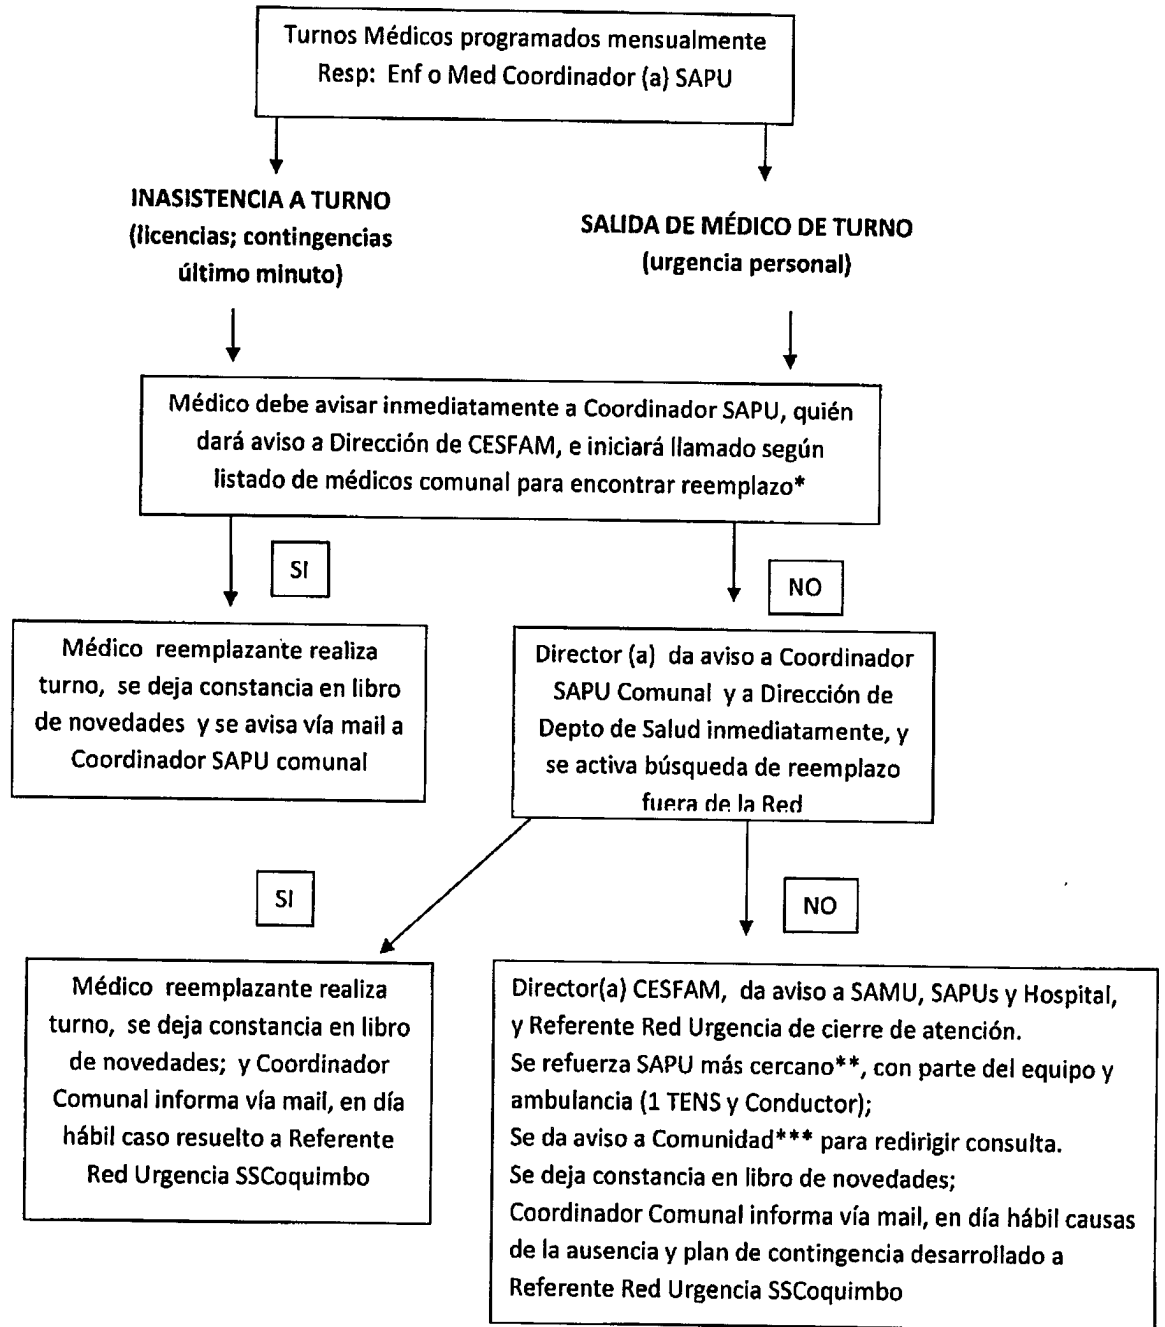 Turnos Médicos programados mensualmente
Resp: Enf o Med Coordinador (a) SAPU
INASISTENCIA A TURNO
(licencias; contingencias
último minuto)
SALIDA DE MÉDICO DE TURNO
(urgencia personal)
Médico debe avisar inmediatamente a Coordinador SAPU, quién
dará aviso a Dirección de CESFAM, e iniciará llamado según
listado de médicos comunal para encontrar reemplazo*
SI
NO
Médico reemplazante realiza
turno, se deja constancia en libro
de novedades y se avisa vía mail a
Coordinador SAPU comunal
Director (a) da aviso a Coordinador
SAPU Comunal y a Dirección de
Depto de Salud inmediatamente, y
se activa búsqueda de reemplazo
fuera de la Red
SI
NO
Médico reemplazante realiza
turno, se deja constancia en libro
de novedades; y Coordinador
Comunal informa vía mail, en día
hábil caso resuelto a Referente
Red Urgencia SSCoquimbo
Director(a) CESFAM, da aviso a SAMU, SAPUs y Hospital,
y Referente Red Urgencia de cierre de atención.
Se refuerza SAPU más cercano**, con parte del equipo y
ambulancia (1 TENS y Conductor);
Se da aviso a Comunidad*** para redirigir consulta.
Se deja constancia en libro de novedades;
Coordinador Comunal informa vía mail, en día hábil causas
de la ausencia y plan de contingencia desarrollado a
Referente Red Urgencia SSCoquimbo